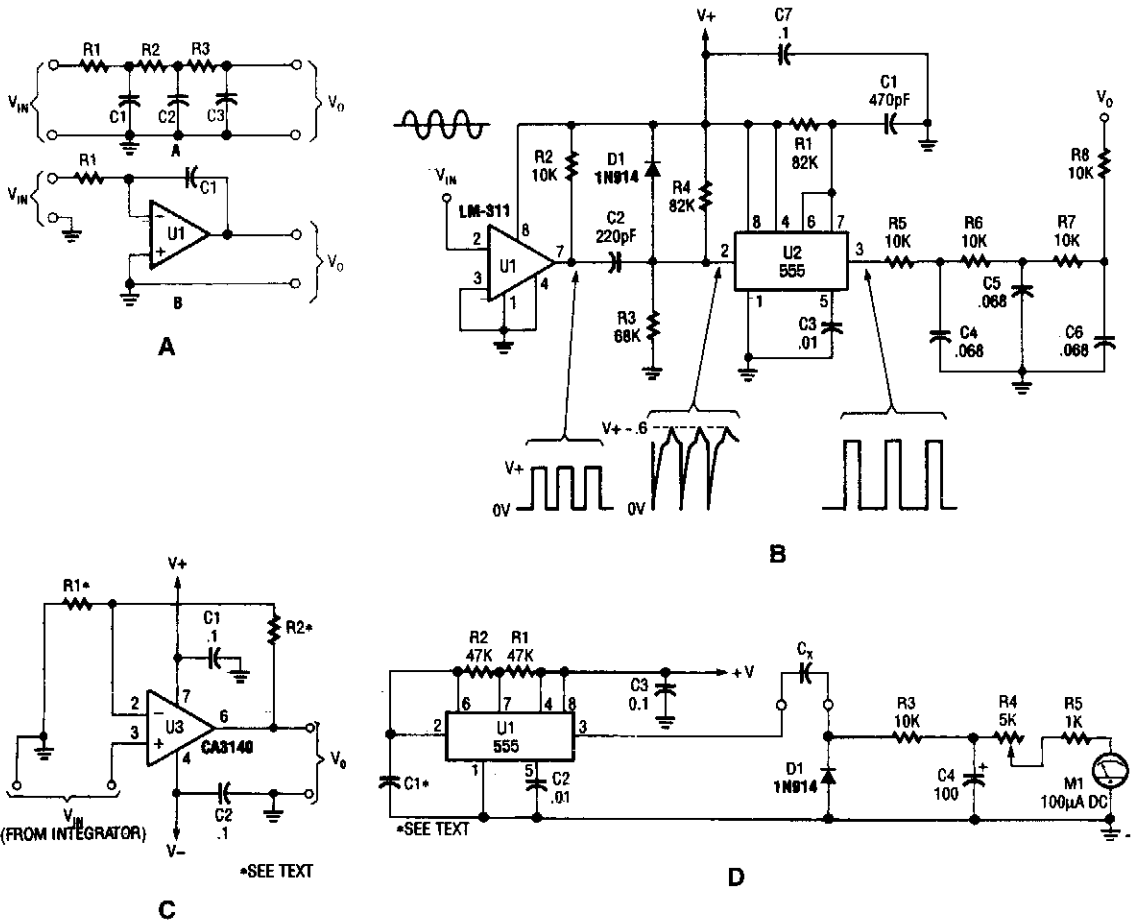 R1
R2
R3
V_IN
C1
C2
C3
V_O
A
R1
C1
V_IN
U1
−
+
V_O
B
A
V+
C7
.1
C1
470pF
R1
82K
V_O
R8
10K
R2
10K
D1
1N914
R4
82K
V_IN
LM-311
8
2
U1
7
3
1
4
C2
220pF
8
4
6
7
2
U2
555
3
1
5
R5
10K
R6
10K
R7
10K
C5
.068
R3
68K
C3
.01
C4
.068
C6
.068
V+ -.6
V+
0V
0V
B
V+
R1*
C1
.1
R2*
2
−
7
U3
6
3
+
CA3140
4
V_O
V_IN
(FROM INTEGRATOR)
C2
.1
V−
*SEE TEXT
C
R2
47K
R1
47K
+V
C3
0.1
C_X
6
7
4
8
2
U1
555
3
1
5
C2
.01
C1*
*SEE TEXT
R3
10K
R4
5K
R5
1K
D1
1N914
C4
100
+
M1
100µA DC
D